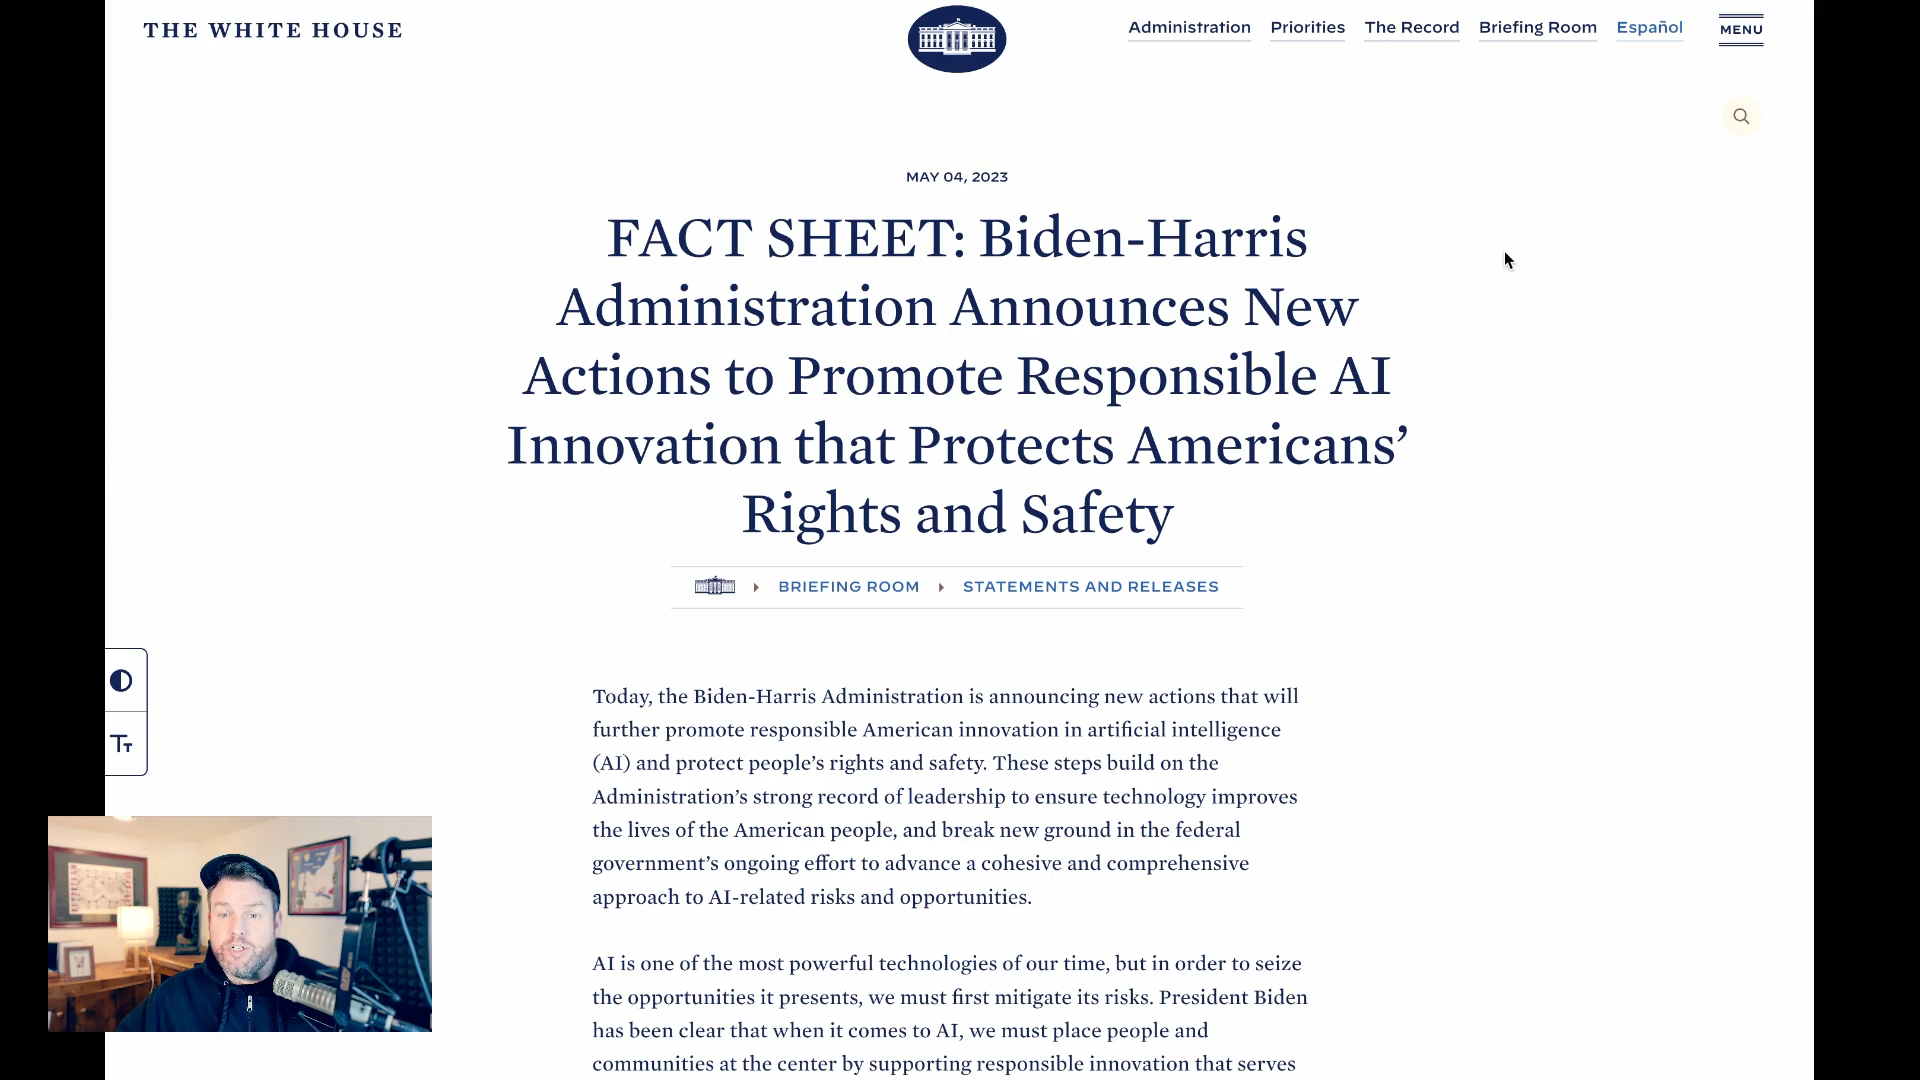 THE WHITE HOUSE
Administration Priorities The Record Briefing Room Español MENU
MAY 04, 2023
FACT SHEET: Biden-Harris
Administration Announces New
Actions to Promote Responsible AI
Innovation that Protects Americans’
Rights and Safety
BRIEFING ROOM STATEMENTS AND RELEASES
Today, the Biden-Harris Administration is announcing new actions that will
further promote responsible American innovation in artificial intelligence
(AI) and protect people’s rights and safety. These steps build on the
Administration’s strong record of leadership to ensure technology improves
the lives of the American people, and break new ground in the federal
government’s ongoing effort to advance a cohesive and comprehensive
approach to AI-related risks and opportunities.
AI is one of the most powerful technologies of our time, but in order to seize
the opportunities it presents, we must first mitigate its risks. President Biden
has been clear that when it comes to AI, we must place people and
communities at the center by supporting responsible innovation that serves
Tт